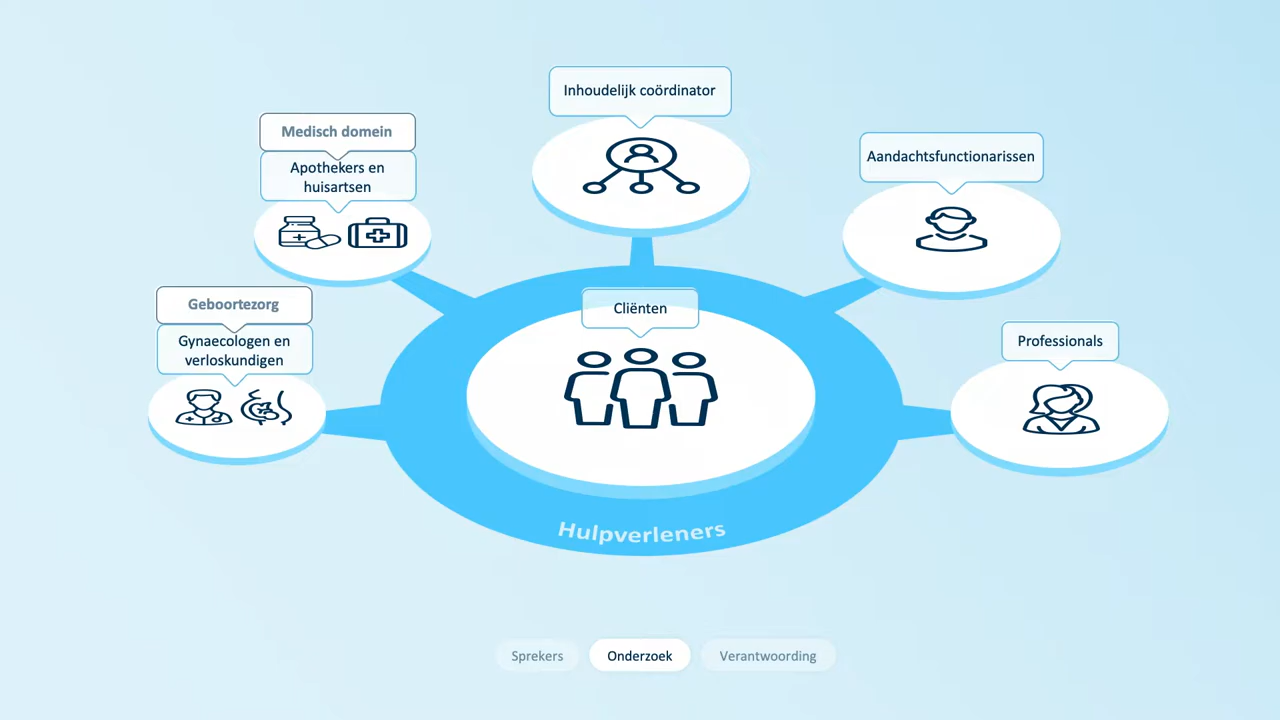 Inhoudelijk coördinator
Medisch domein
Apothekers en
huisartsen
Aandachtsfunctionarissen
Geboortezorg
Gynaecologen en
verloskundigen
Cliënten
Professionals
Hulpverleners
Sprekers
Onderzoek
Verantwoording